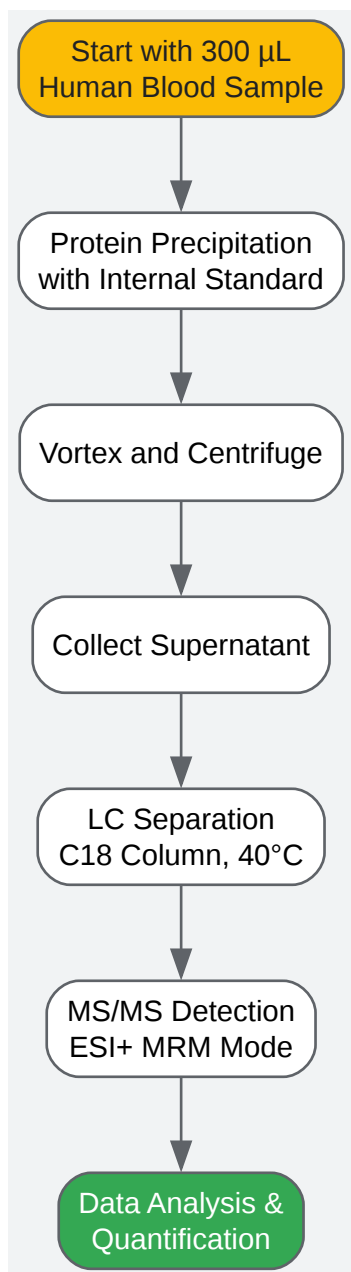 Start with 300 µL
Human Blood Sample
Protein Precipitation
with Internal Standard
Vortex and Centrifuge
Collect Supernatant
LC Separation
C18 Column, 40°C
MS/MS Detection
ESI+ MRM Mode
Data Analysis &
Quantification